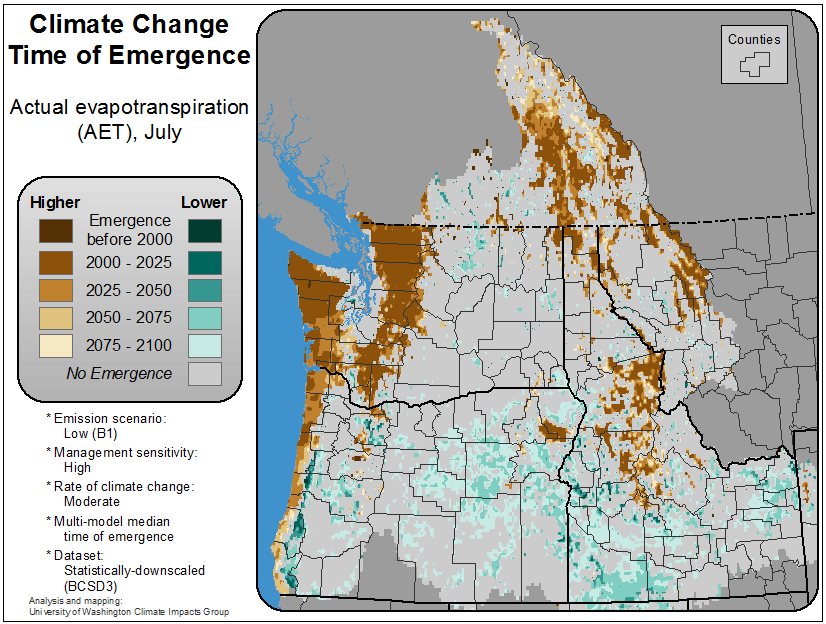 Climate Change
Time of Emergence
Actual evapotranspiration
(AET), July
Higher
Lower
Emergence
before 2000
2000 - 2025
2025 - 2050
2050 - 2075
2075 - 2100
No Emergence
* Emission scenario:
Low (B1)
* Management sensitivity:
High
* Rate of climate change:
Moderate
* Multi-model median
time of emergence
* Dataset:
Statistically-downscaled
(BCSD3)
Analysis and mapping:
University of Washington Climate Impacts Group
Counties